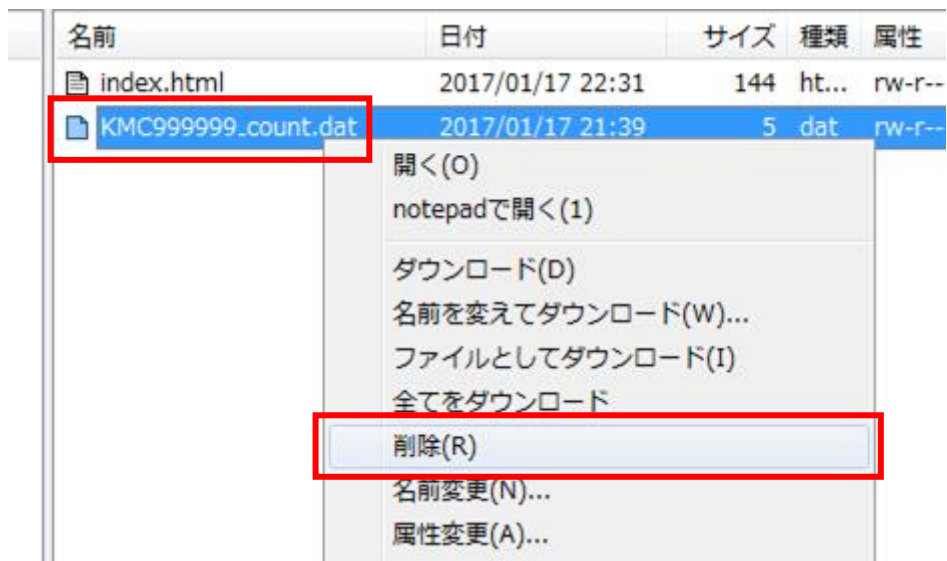 名前 日付 サイズ 種類 属性
index.html 2017/01/17 22:31 144 ht... rw-r--
KMC999999_count.dat 2017/01/17 21:39 5 dat rw-r--
開く(O)
notepadで開く(1)
ダウンロード(D)
名前を変えてダウンロード(W)...
ファイルとしてダウンロード(I)
全てをダウンロード
削除(R)
名前変更(N)...
属性変更(A)...